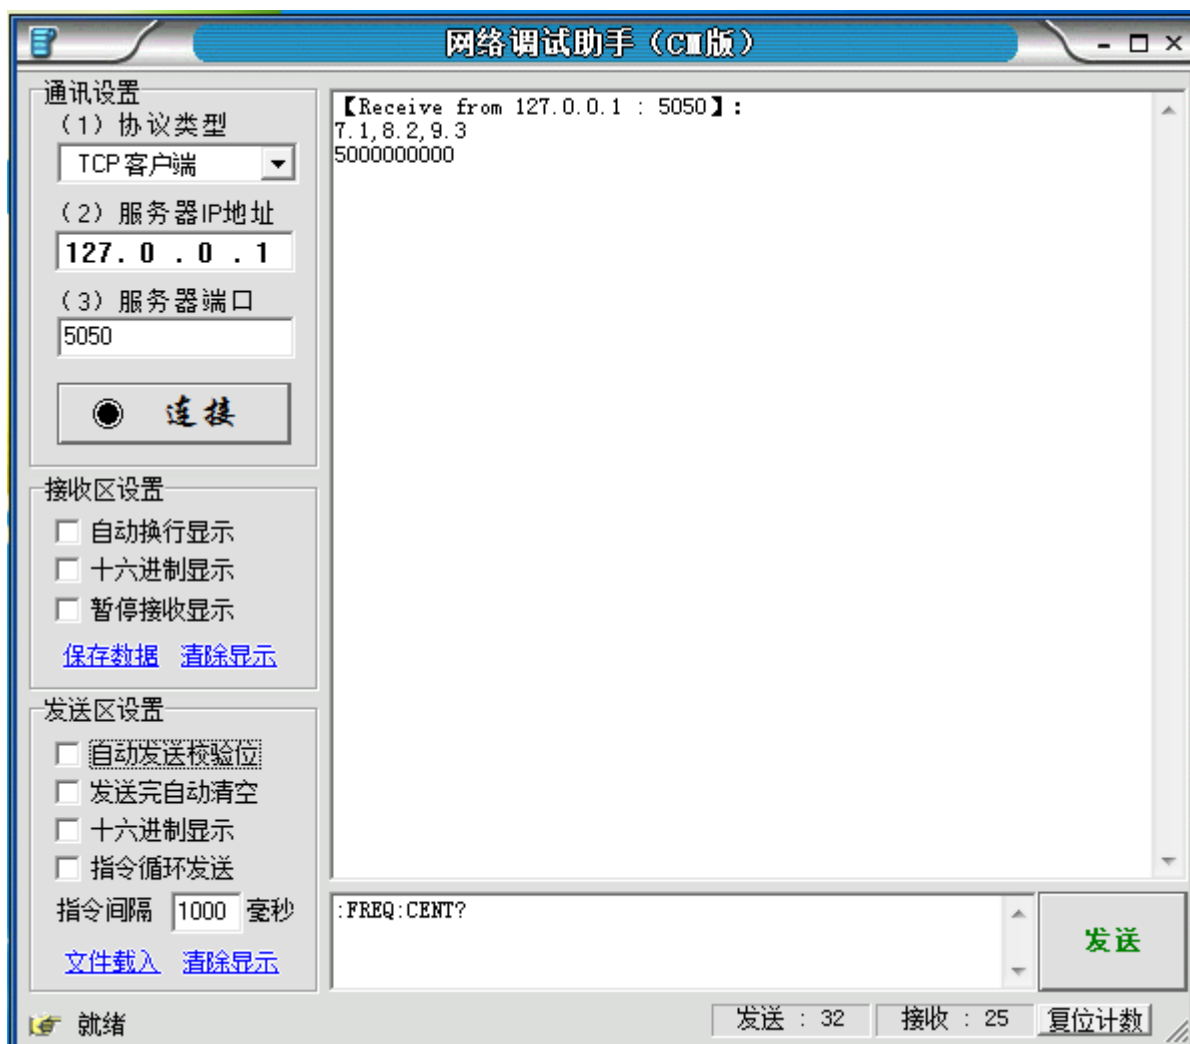 网络调试助手（CM版）
通讯设置
（1）协议类型
TCP客户端
（2）服务器IP地址
127. 0 . 0 . 1
（3）服务器端口
5050
连接
接收区设置
自动换行显示
十六进制显示
暂停接收显示
保存数据 清除显示
发送区设置
自动发送校验位
发送完自动清空
十六进制显示
指令循环发送
指令间隔 1000 毫秒
文件载入 清除显示
【Receive from 127.0.0.1 : 5050】:
7.1,8.2,9.3
5000000000
:FREQ:CENT?
发送
就绪
发送 : 32 接收 : 25 复位计数